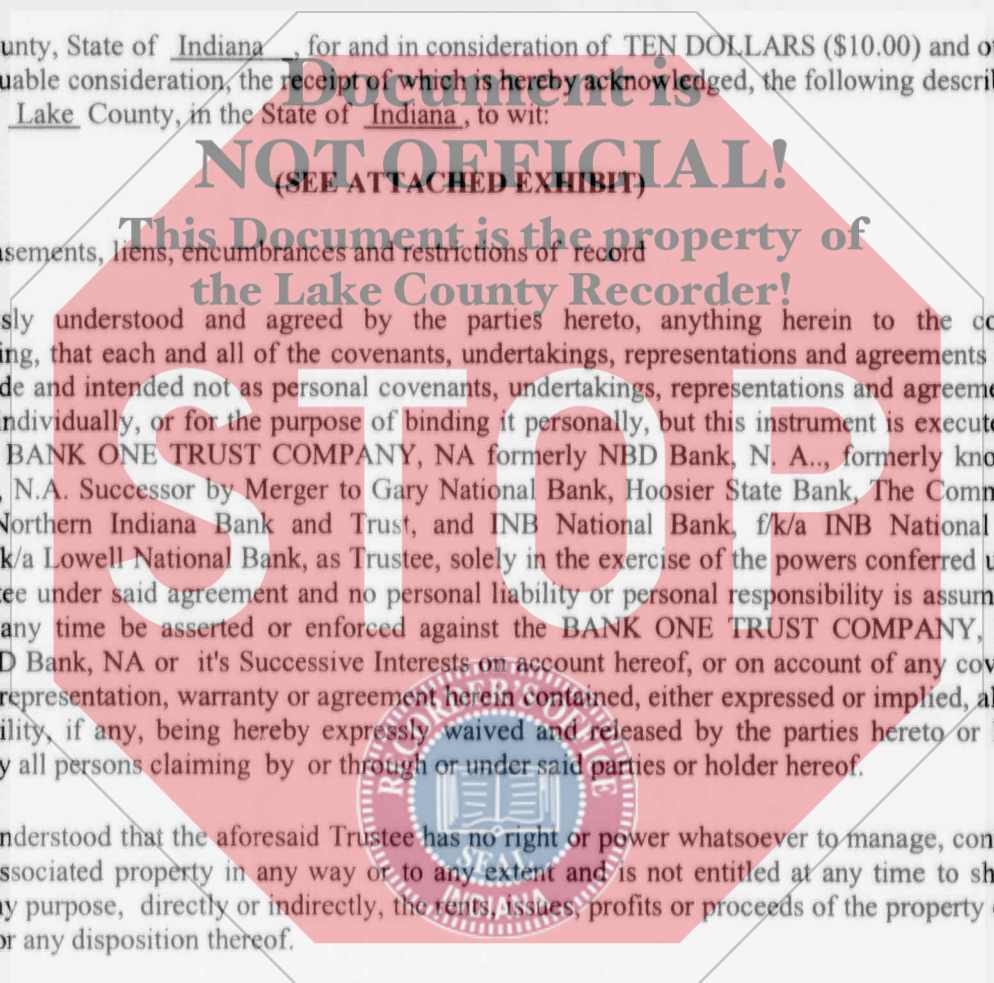 unty, State of Indiana , for and in consideration of TEN DOLLARS ($10.00) and o
uable consideration, the receipt of which is hereby acknowledged, the following descri
Document is
Lake County, in the State of Indiana , to wit:
NOT OFFICIAL!
(SEE ATTACHED EXHIBIT)
This Document is the property of
sements, liens, encumbrances and restrictions of record
the Lake County Recorder!
sly understood and agreed by the parties hereto, anything herein to the co
ing, that each and all of the covenants, undertakings, representations and agreements
de and intended not as personal covenants, undertakings, representations and agreeme
individually, or for the purpose of binding it personally, but this instrument is execut
BANK ONE TRUST COMPANY, NA formerly NBD Bank, N. A.., formerly kno
, N.A. Successor by Merger to Gary National Bank, Hoosier State Bank, The Comm
Northern Indiana Bank and Trust, and INB National Bank, f/k/a INB National
k/a Lowell National Bank, as Trustee, solely in the exercise of the powers conferred u
STOP
ee under said agreement and no personal liability or personal responsibility is assum
any time be asserted or enforced against the BANK ONE TRUST COMPANY,
D Bank, NA or it's Successive Interests on account hereof, or on account of any cov
representation, warranty or agreement herein contained, either expressed or implied, al
ility, if any, being hereby expressly waived and released by the parties hereto or
y all persons claiming by or through or under said parties or holder hereof.
RECORDER'S OFFICE
nderstood that the aforesaid Trustee has no right or power whatsoever to manage, con
SEAL
ssociated property in any way or to any extent and is not entitled at any time to sh
INDIANA
ny purpose, directly or indirectly, the rents, issues, profits or proceeds of the property
or any disposition thereof.